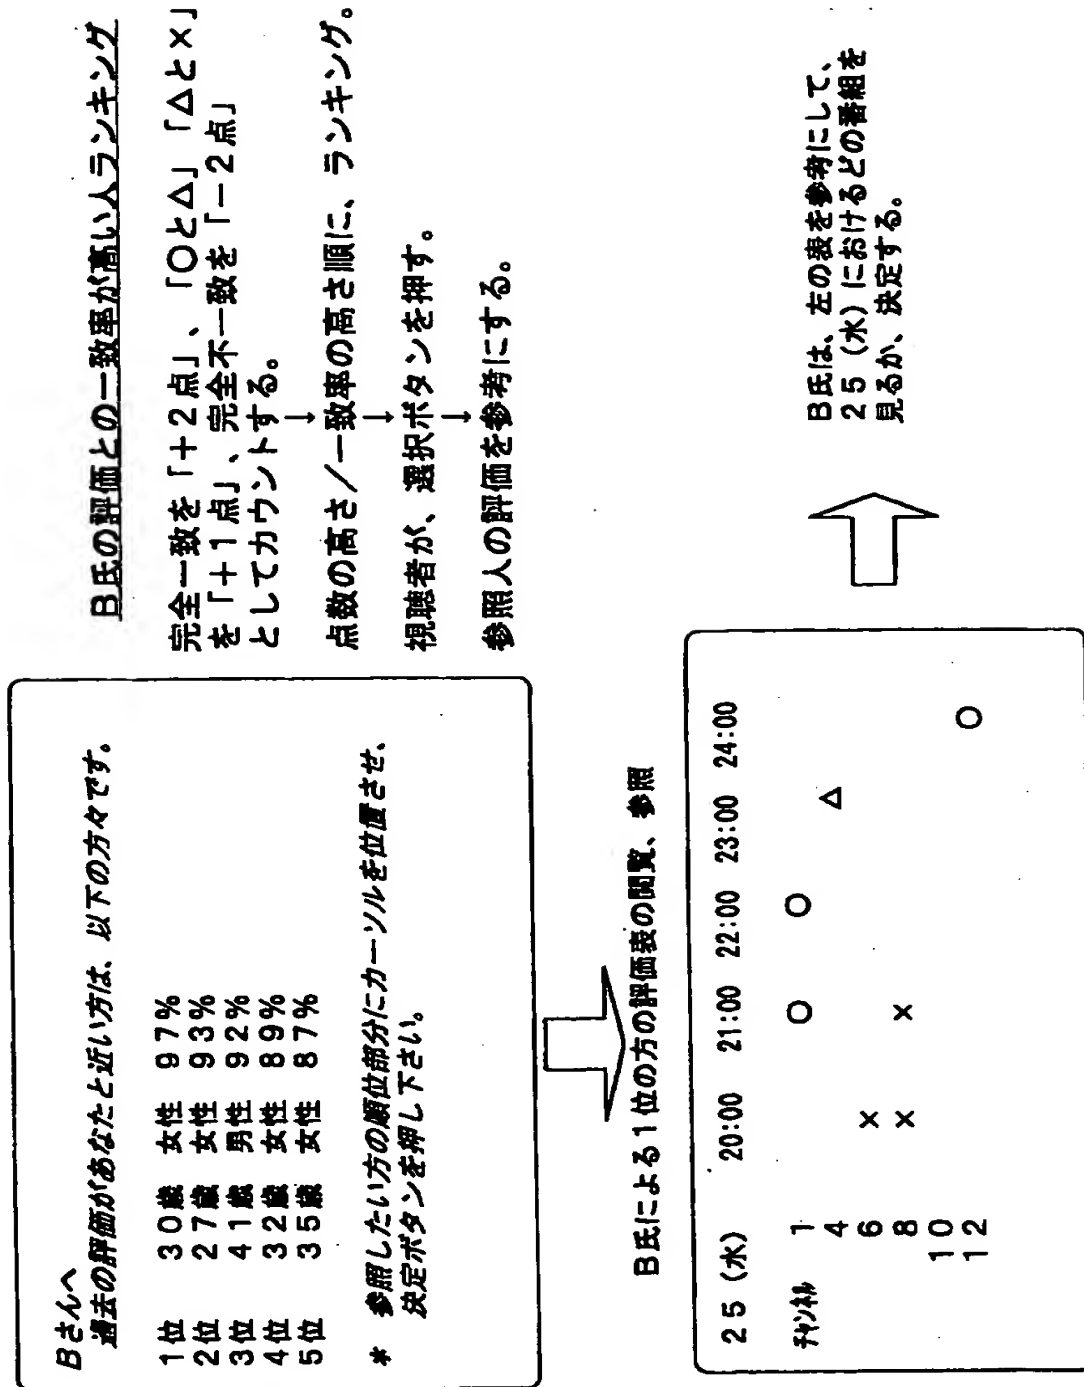 B氏の評価との一致率が高い人ランキング
完全一致を「+2点」、「○と△」「△と×」
を「+1点」、完全不一致を「−2点」
としてカウントする。
↓
点数の高さ/一致率の高さ順に、ランキング。
↓
視聴者が、選択ボタンを押す。
↓
参照人の評価を参考にする。
Bさんへ
過去の評価があなたと近い方は、以下の方々です。
1位 30歳 女性 97%
2位 27歳 女性 93%
3位 41歳 男性 92%
4位 32歳 女性 89%
5位 35歳 女性 87%
* 参照したい方の順位部分にカーソルを位置させ、
決定ボタンを押し下さい。
B氏による1位の方の評価表の閲覧、参照
25(水) 20:00 21:00 22:00 23:00 24:00
チャンネル 1 ○ ○
4 △
6 ×
8 × ×
10
12 ○
B氏は、左の表を参考にして、
25(水)におけるどの番組を
見るか、決定する。